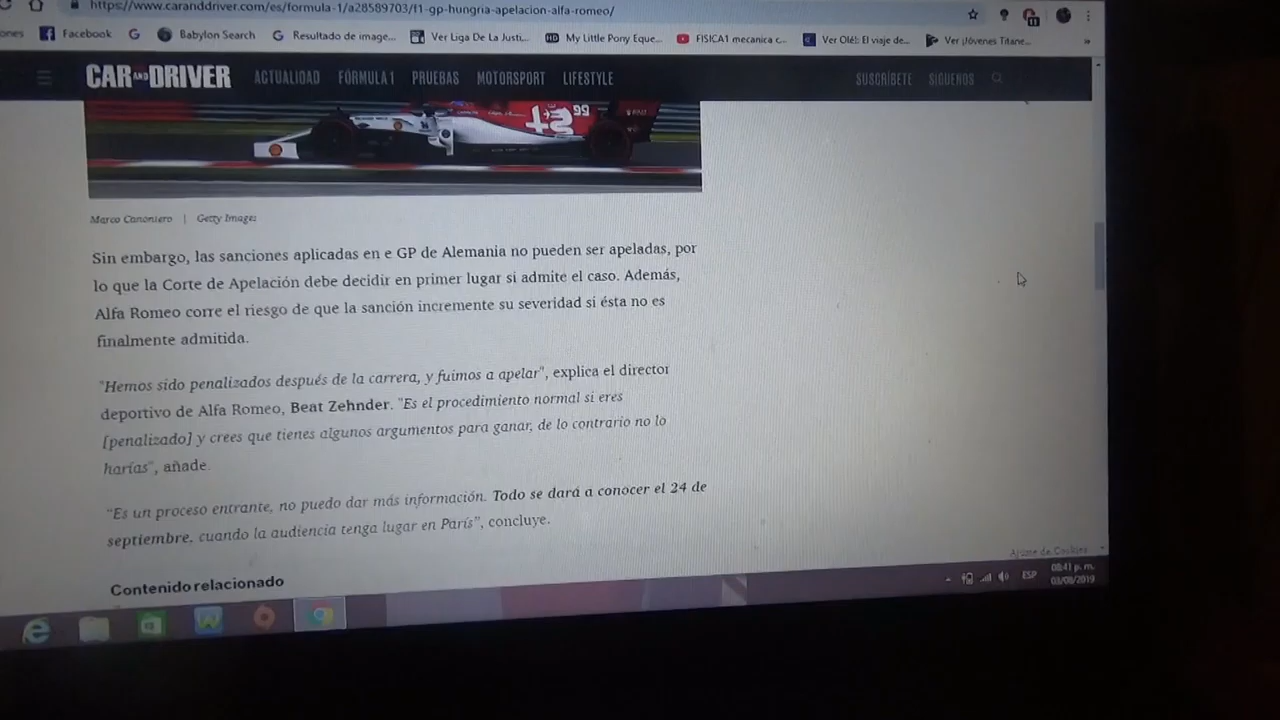 https://www.caranddriver.com/es/formula-1/a28589703/f1-gp-hungria-apelacion-alfa-romeo/
ones Facebook Babylon Search Resultado de image... Ver Liga De La Justi... My Little Pony Eque... FISICA1 mecanica c... Ver Olé!: El viaje de... Ver ¡Jóvenes Titane... »
CAR AND DRIVER ACTUALIDAD FÓRMULA 1 PRUEBAS MOTORSPORT LIFESTYLE SUSCRÍBETE SÍGUENOS
99
Marco Canoniero | Getty Images
Sin embargo, las sanciones aplicadas en e GP de Alemania no pueden ser apeladas, por
lo que la Corte de Apelación debe decidir en primer lugar si admite el caso. Además,
Alfa Romeo corre el riesgo de que la sanción incremente su severidad si ésta no es
finalmente admitida.
"Hemos sido penalizados después de la carrera, y fuimos a apelar", explica el director
deportivo de Alfa Romeo, Beat Zehnder. "Es el procedimiento normal si eres
[penalizado] y crees que tienes algunos argumentos para ganar, de lo contrario no lo
harías", añade.
"Es un proceso entrante, no puedo dar más información. Todo se dará a conocer el 24 de
septiembre, cuando la audiencia tenga lugar en París", concluye.
Ajuste de Cookies
Contenido relacionado
ESP 08:41 p. m.
03/08/2019